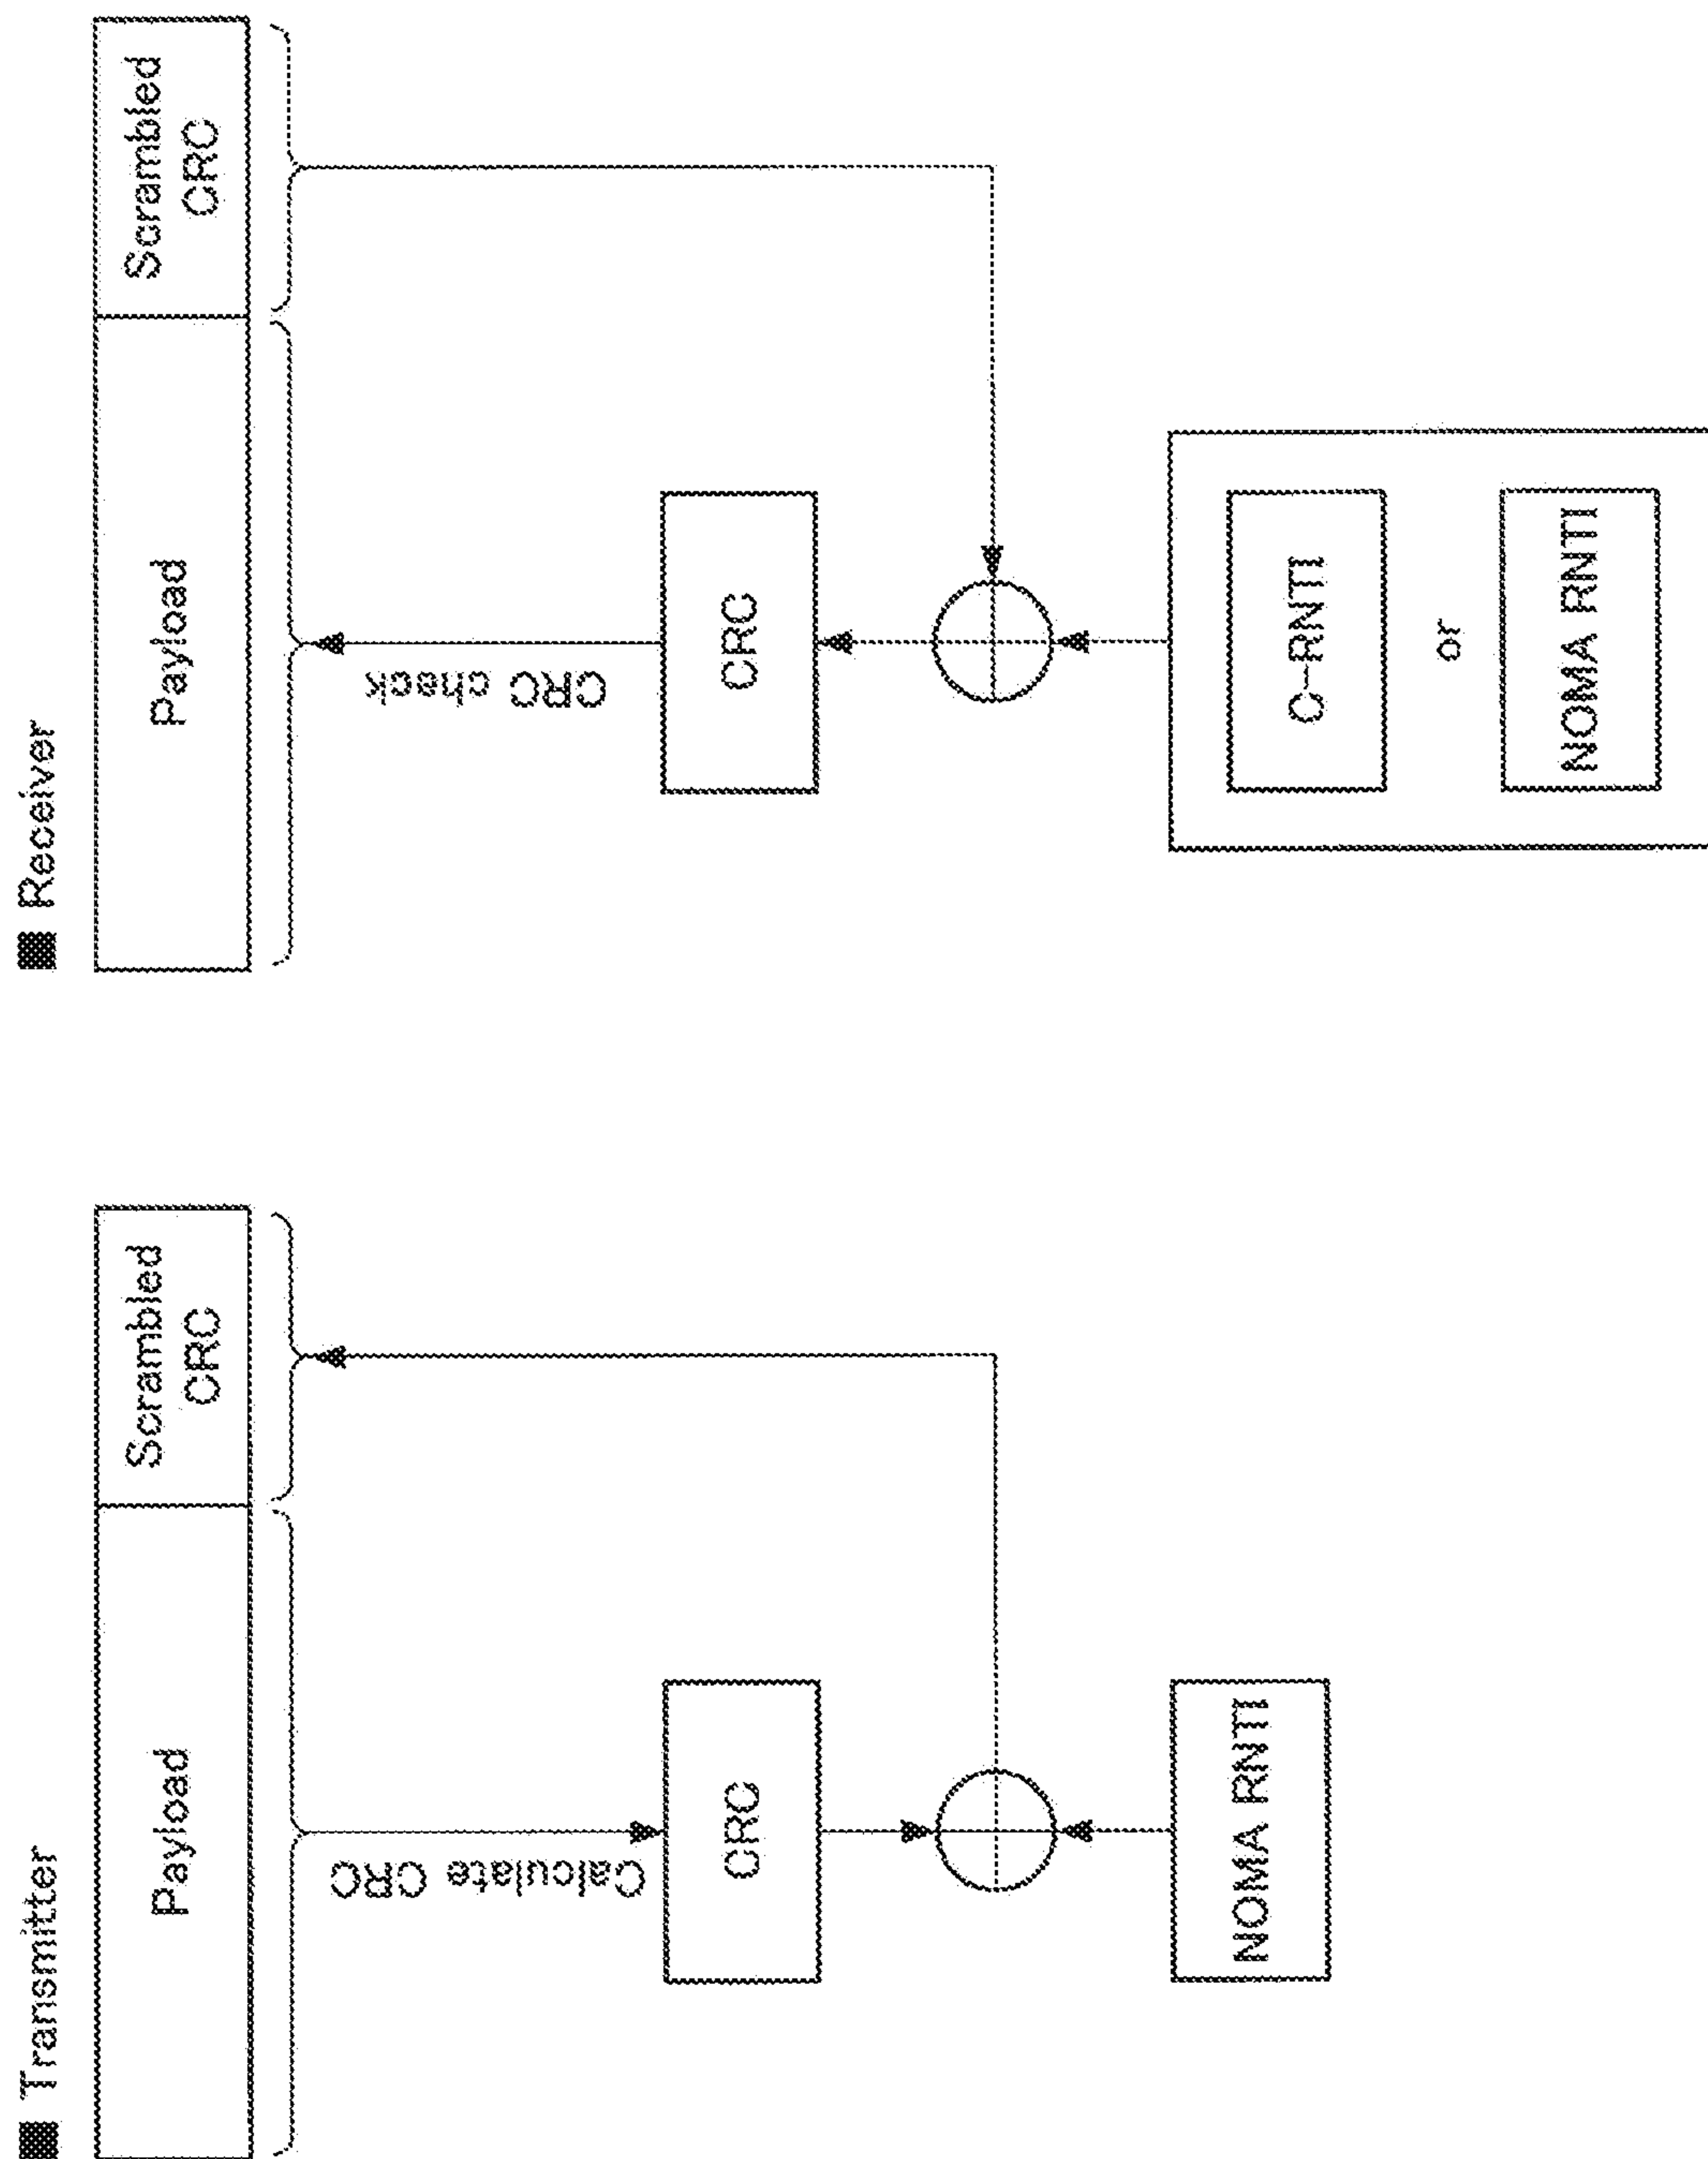 ■ Transmitter
Payload
Scrambled
CRC
Calculate CRC
CRC
NOMA RNTI
■ Receiver
Payload
Scrambled
CRC
CRC check
CRC
C-RNTI
or
NOMA RNTI